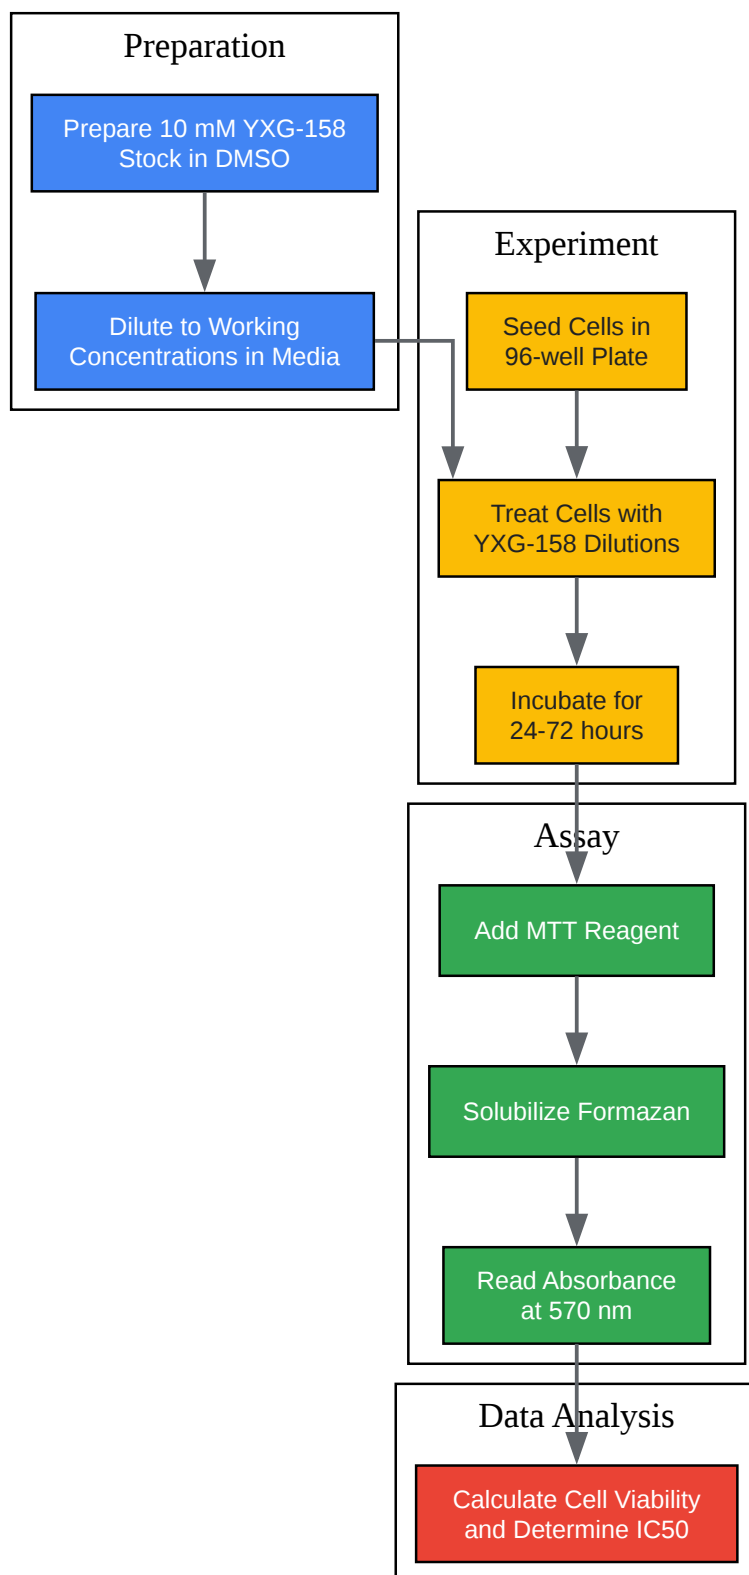 Preparation
Prepare 10 mM YXG-158
Stock in DMSO
Dilute to Working
Concentrations in Media
Experiment
Seed Cells in
96-well Plate
Treat Cells with
YXG-158 Dilutions
Incubate for
24-72 hours
Assay
Add MTT Reagent
Solubilize Formazan
Read Absorbance
at 570 nm
Data Analysis
Calculate Cell Viability
and Determine IC50